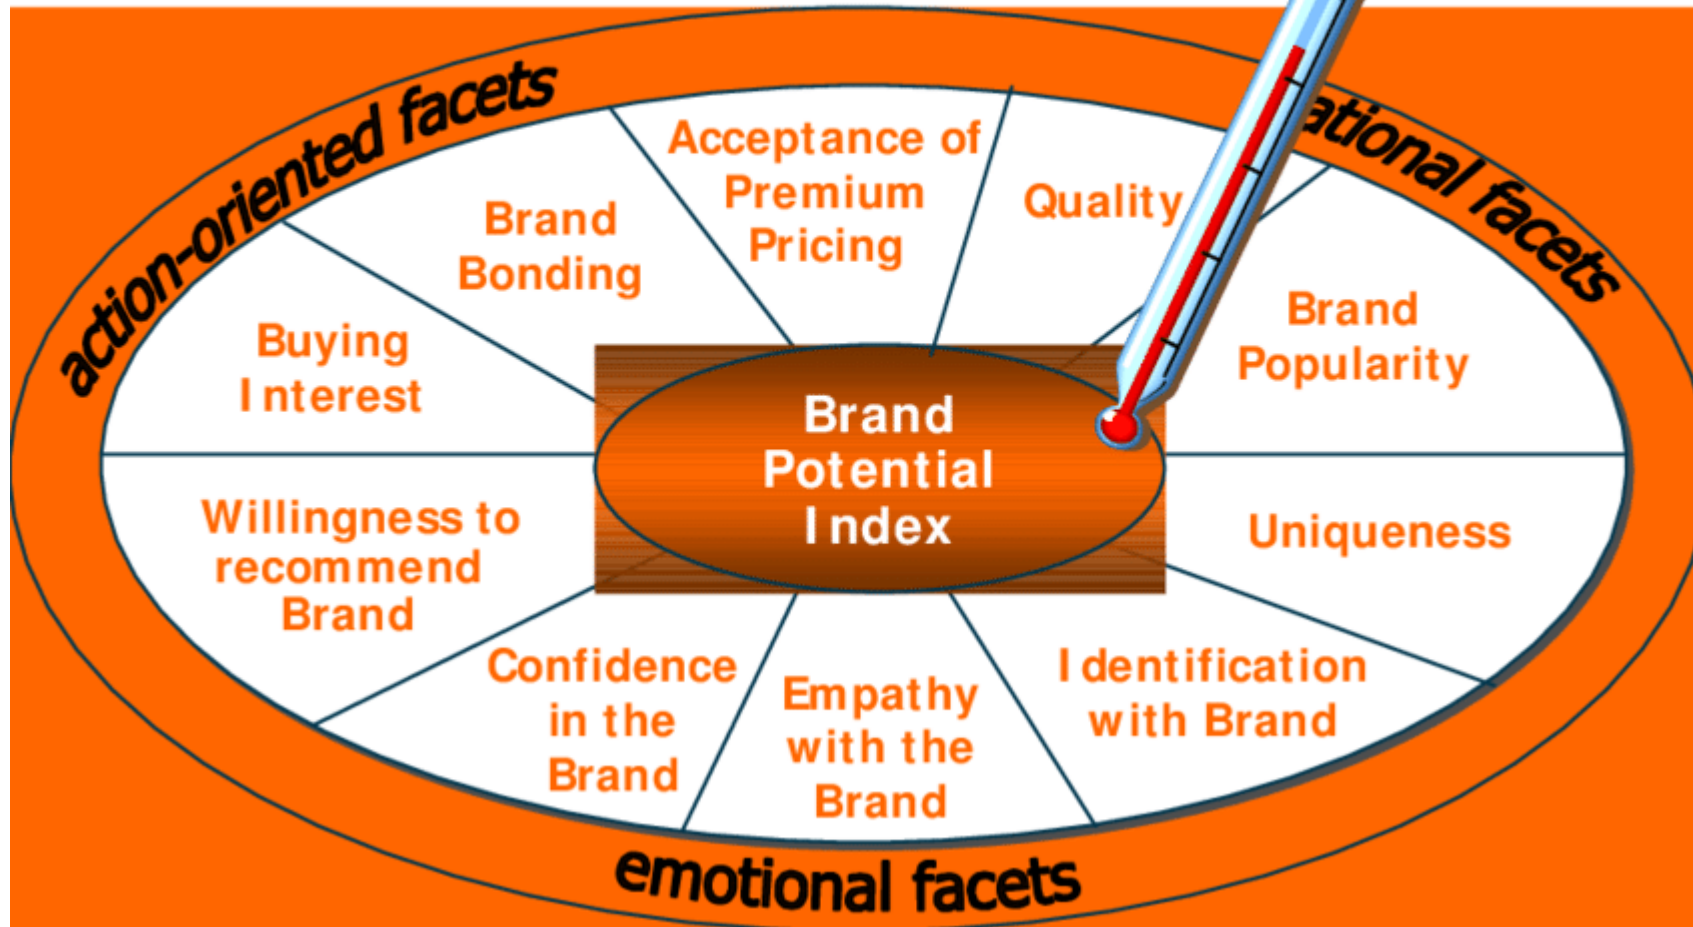 action-oriented facets
ational facets
Acceptance of
Premium
Pricing
Quality
Brand
Bonding
Brand
Popularity
Buying
Interest
Brand
Potential
Index
Willingness to
recommend
Brand
Uniqueness
Confidence
in the
Brand
Empathy
with the
Brand
Identification
with Brand
emotional facets